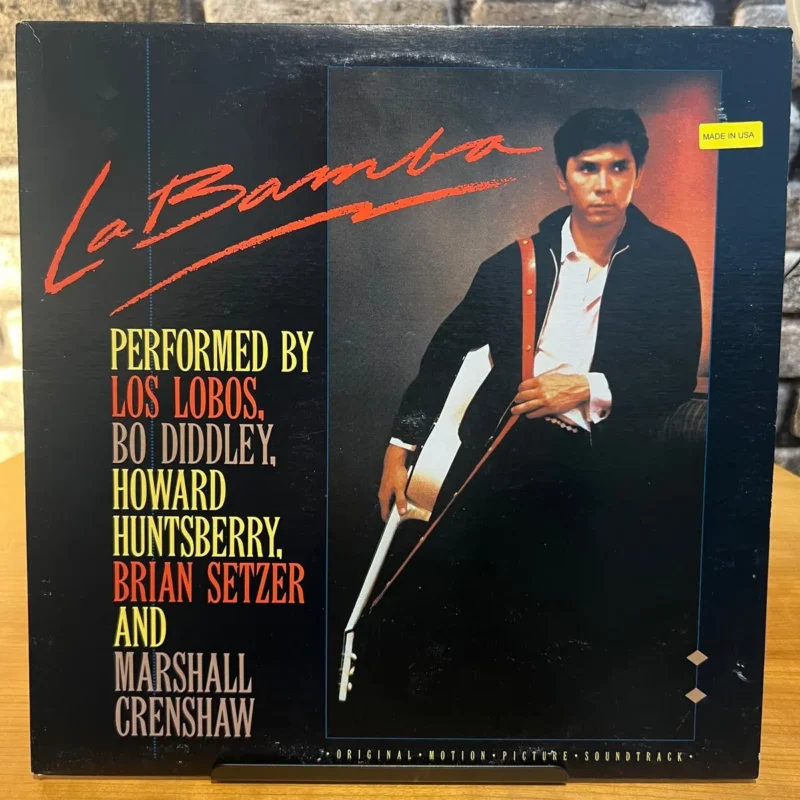 La Bamba
MADE IN USA
PERFORMED BY
LOS LOBOS,
BO DIDDLEY,
HOWARD
HUNTSBERRY,
BRIAN SETZER
AND
MARSHALL
CRENSHAW
• ORIGINAL • MOTION • PICTURE • SOUNDTRACK •